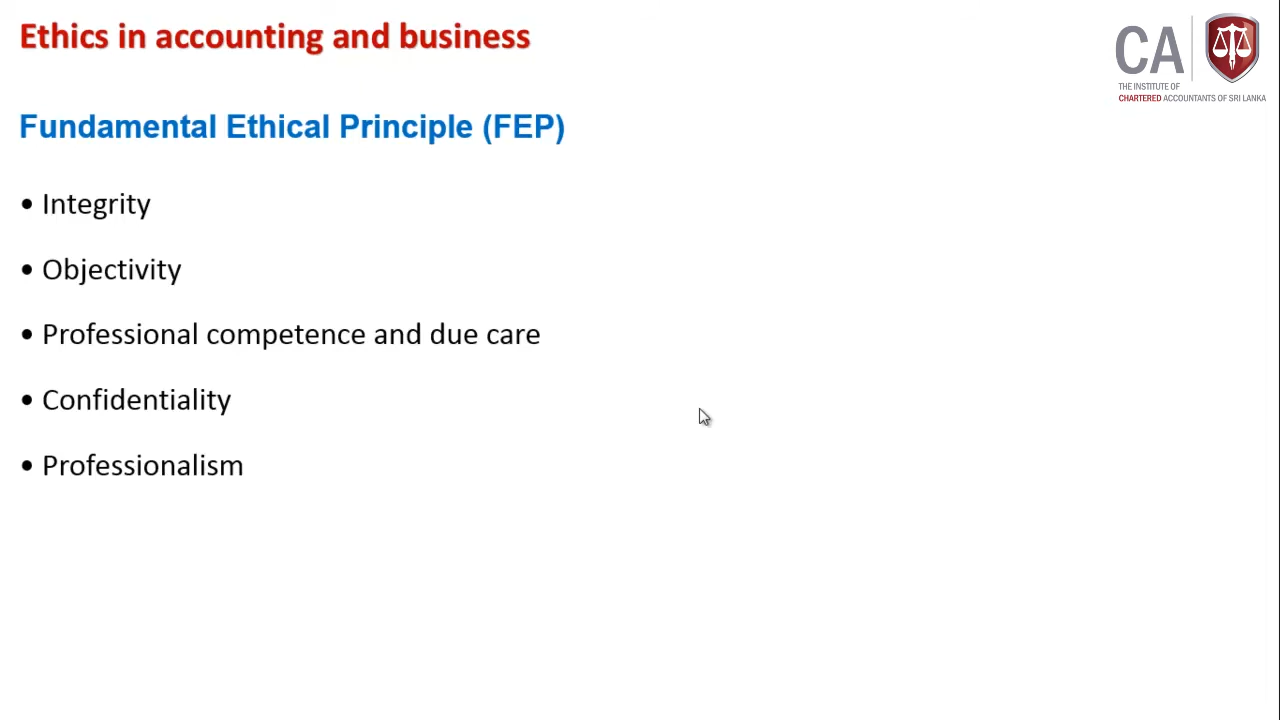 Ethics in accounting and business
CA
THE INSTITUTE OF
CHARTERED ACCOUNTANTS OF SRI LANKA
Fundamental Ethical Principle (FEP)
• Integrity
• Objectivity
• Professional competence and due care
• Confidentiality
• Professionalism